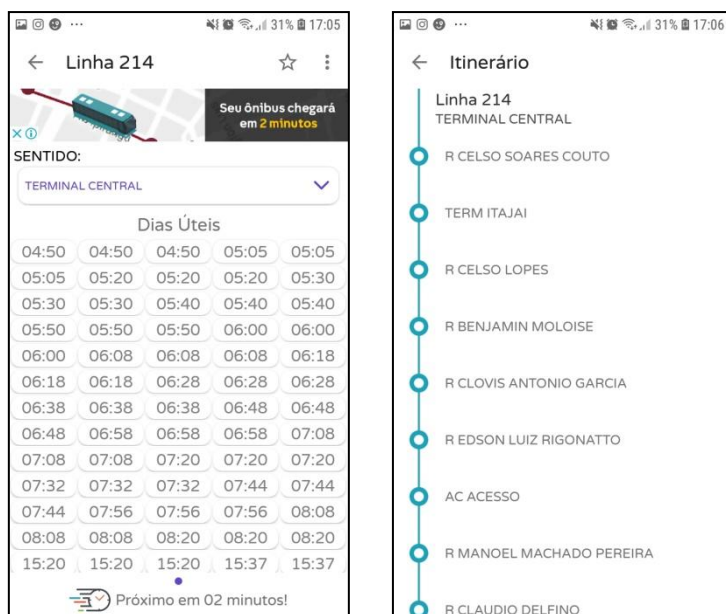 31% 17:05
Linha 214
Seu ônibus chegará
em 2 minutos
SENTIDO:
TERMINAL CENTRAL
Dias Úteis
04:50 04:50 04:50 05:05 05:05
05:05 05:20 05:20 05:20 05:30
05:30 05:30 05:40 05:40 05:40
05:50 05:50 05:50 06:00 06:00
06:00 06:08 06:08 06:08 06:18
06:18 06:18 06:28 06:28 06:28
06:38 06:38 06:38 06:48 06:48
06:48 06:58 06:58 06:58 07:08
07:08 07:08 07:20 07:20 07:20
07:32 07:32 07:32 07:44 07:44
07:44 07:56 07:56 07:56 08:08
08:08 08:08 08:20 08:20 08:20
15:20 15:20 15:20 15:37 15:37
Próximo em 02 minutos!
31% 17:06
Itinerário
Linha 214
TERMINAL CENTRAL
R CELSO SOARES COUTO
TERM ITAJAI
R CELSO LOPES
R BENJAMIN MOLOISE
R CLOVIS ANTONIO GARCIA
R EDSON LUIZ RIGONATTO
AC ACESSO
R MANOEL MACHADO PEREIRA
R CLAUDIO DELFINO